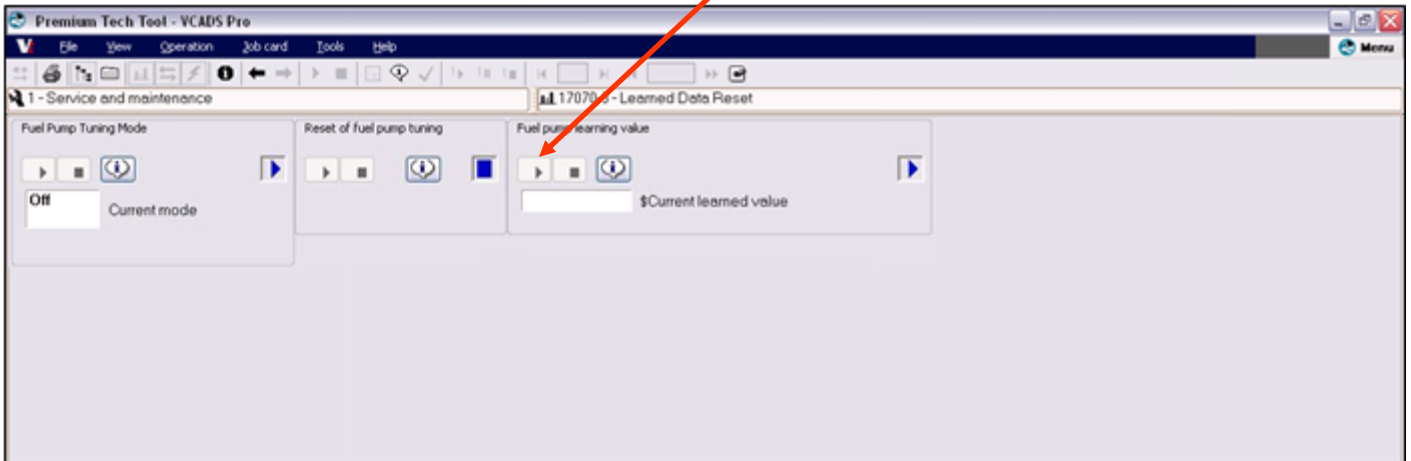 Premium Tech Tool - VCADS Pro
File View Operation Job card Tools Help Menu
1 - Service and maintenance
17070-3 - Learned Data Reset
Fuel Pump Tuning Mode
Off
Current mode
Reset of fuel pump tuning
Fuel pump learning value
$Current learned value